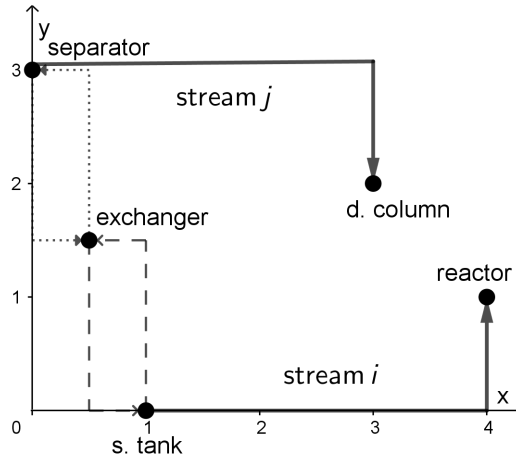 y
separator
3
stream j
2
d. column
exchanger
reactor
1
stream i
x
0
1
2
3
4
s. tank